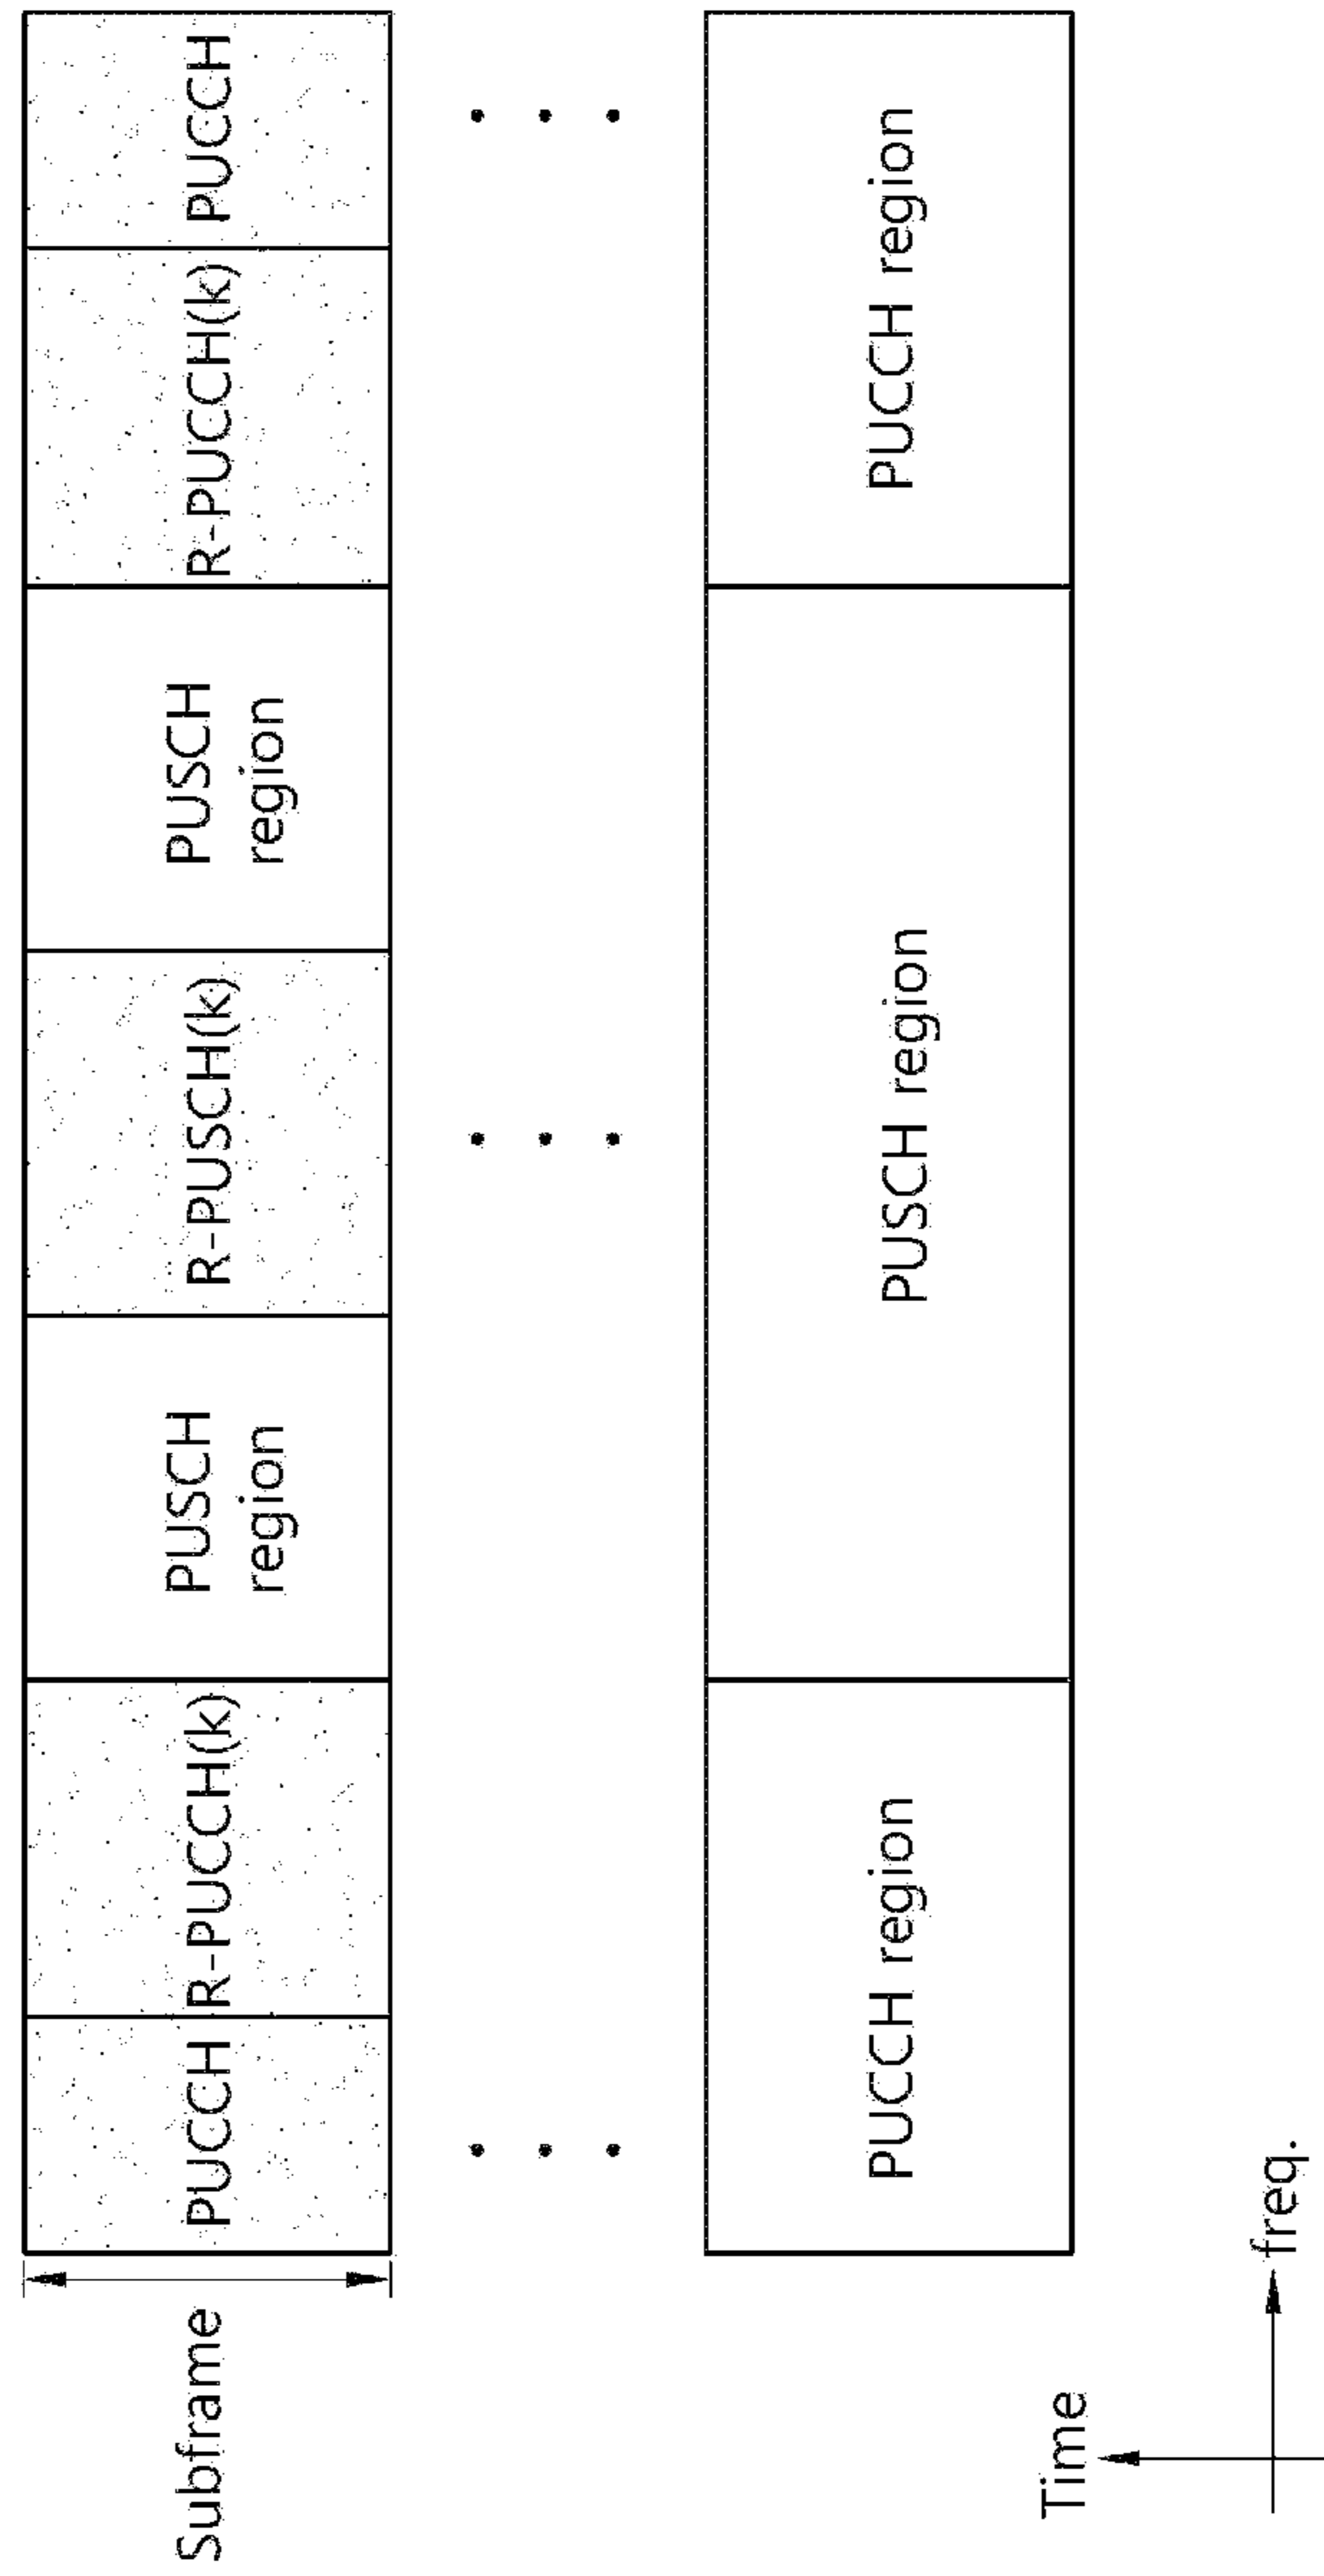 Subframe
PUCCH
R-PUCCH(k)
PUSCH
region
R-PUSCH(k)
PUSCH
region
R-PUCCH(k)
PUCCH
PUCCH region
PUSCH region
PUCCH region
Time
freq.